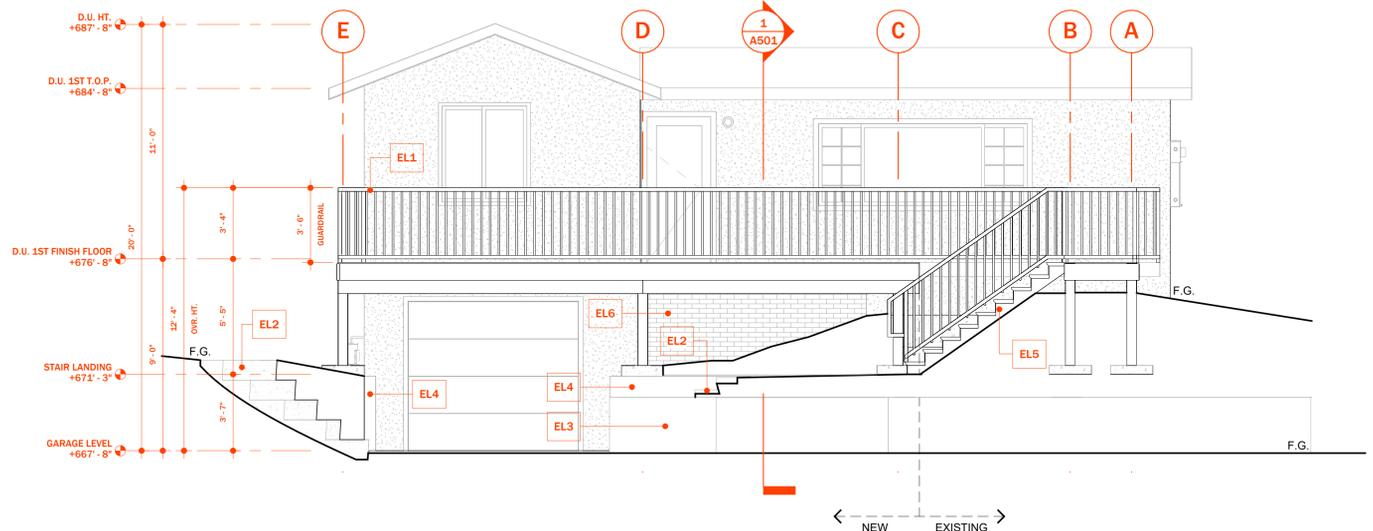 D.U. HT.
+687' - 8"
E
D
1
A501
C
B
A
D.U. 1ST T.O.P.
+684' - 8"
11' - 0"
EL1
3' - 4"
3' - 6"
GUARDRAIL
20' - 0"
D.U. 1ST FINISH FLOOR
+676' - 8"
F.G.
12' - 4"
OVR. HT.
5'-5"
EL2
EL6
EL2
F.G.
9' - 0"
EL5
STAIR LANDING
+671' - 3"
EL4
EL4
3' - 7"
EL3
GARAGE LEVEL
+667' - 8"
F.G.
NEW
EXISTING